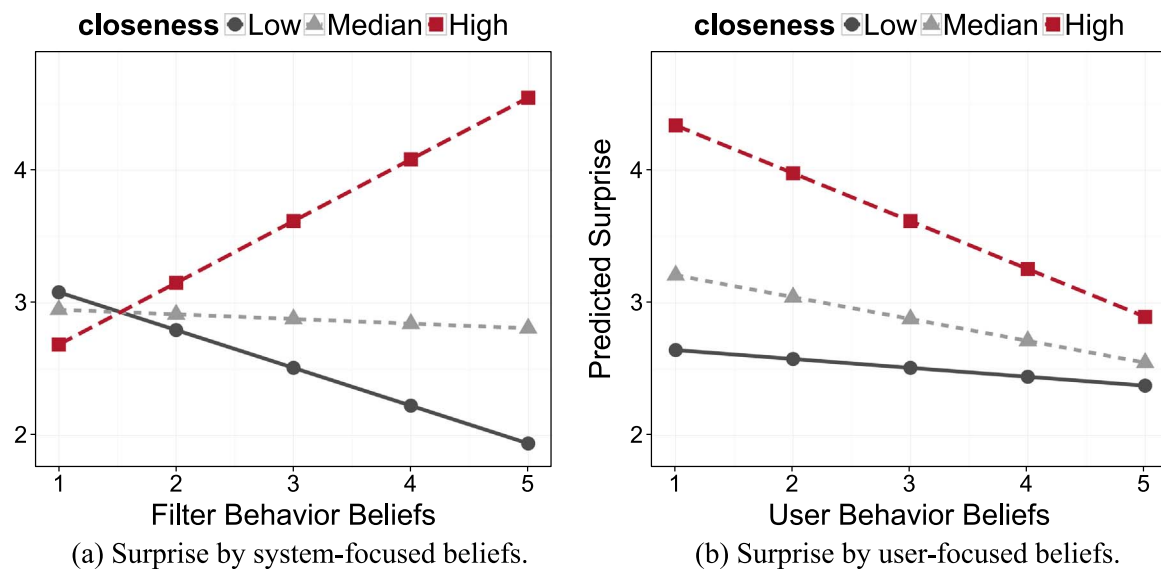 closeness Low Median High
4
3
2
1 2 3 4 5
Filter Behavior Beliefs
(a) Surprise by system-focused beliefs.
closeness Low Median High
Predicted Surprise
4
3
2
1 2 3 4 5
User Behavior Beliefs
(b) Surprise by user-focused beliefs.